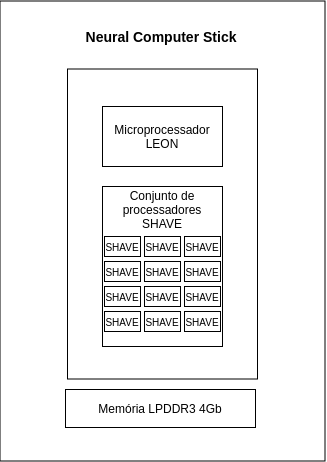 Neural Computer Stick
Microprocessador
LEON
Conjunto de
processadores
SHAVE
SHAVE SHAVE SHAVE
SHAVE SHAVE SHAVE
SHAVE SHAVE SHAVE
SHAVE SHAVE SHAVE
Memória LPDDR3 4Gb